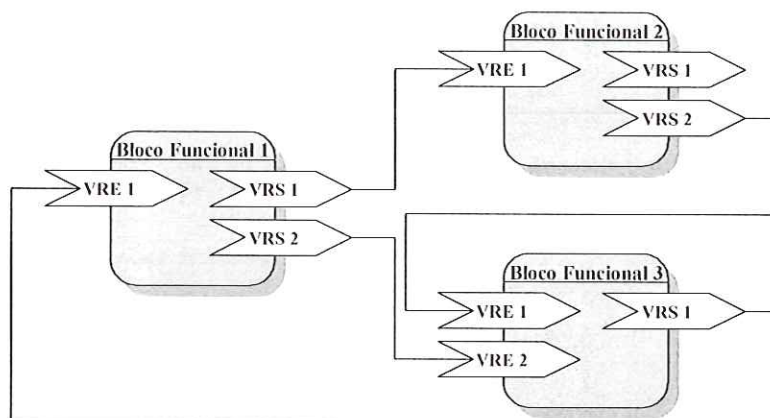 Bloco Funcional 2
VRE 1
VRS 1
VRS 2
Bloco Funcional 1
VRE 1
VRS 1
VRS 2
Bloco Funcional 3
VRE 1
VRS 1
VRE 2